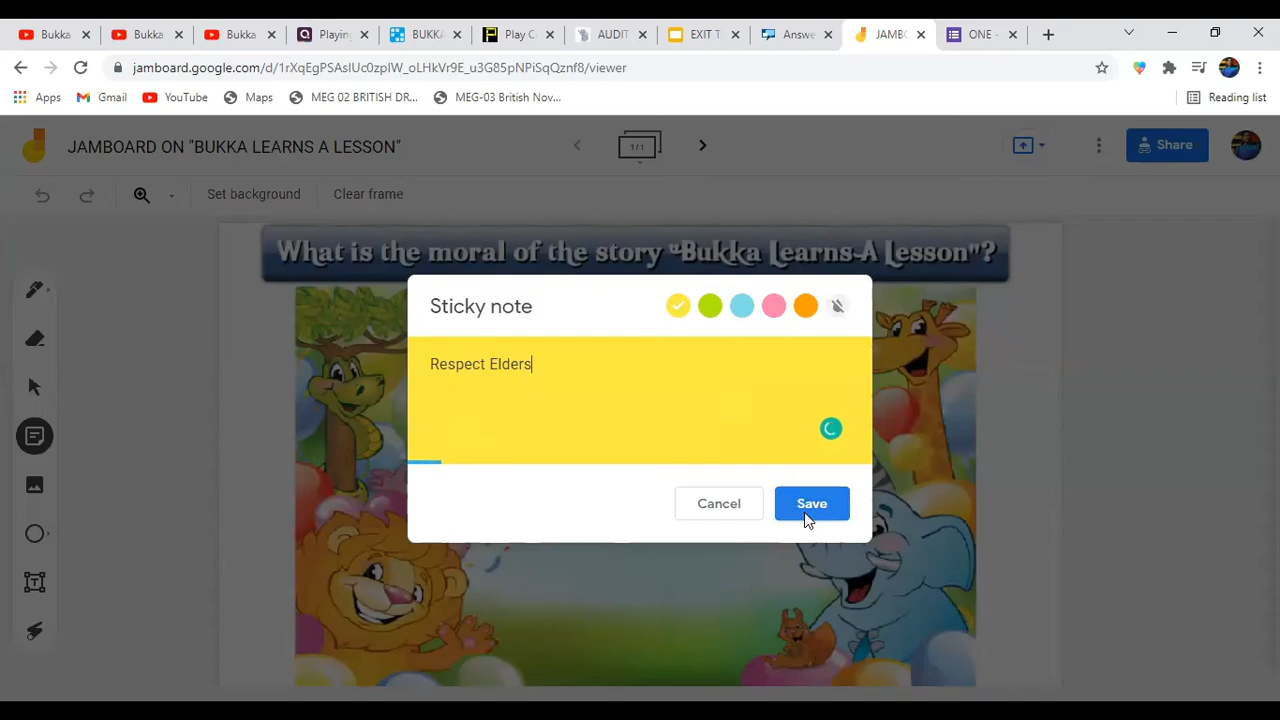 Bukka
Bukka
Bukka
Playing
BUKK
Play C
AUDIT
EXIT T
Answe
JAMBO
ONE -
jamboard.google.com/d/1rXqEgPSAsIUc0zpIW_oLHkVr9E_u3G85pNPiSqQznf8/viewer
Apps Gmail YouTube Maps MEG 02 BRITISH DR... MEG-03 British Nov... Reading list
JAMBOARD ON "BUKKA LEARNS A LESSON"
1/1
Share
Set background Clear frame
What is the moral of the story "Bukka Learns-A Lesson"?
Sticky note
Respect Elders
Cancel Save